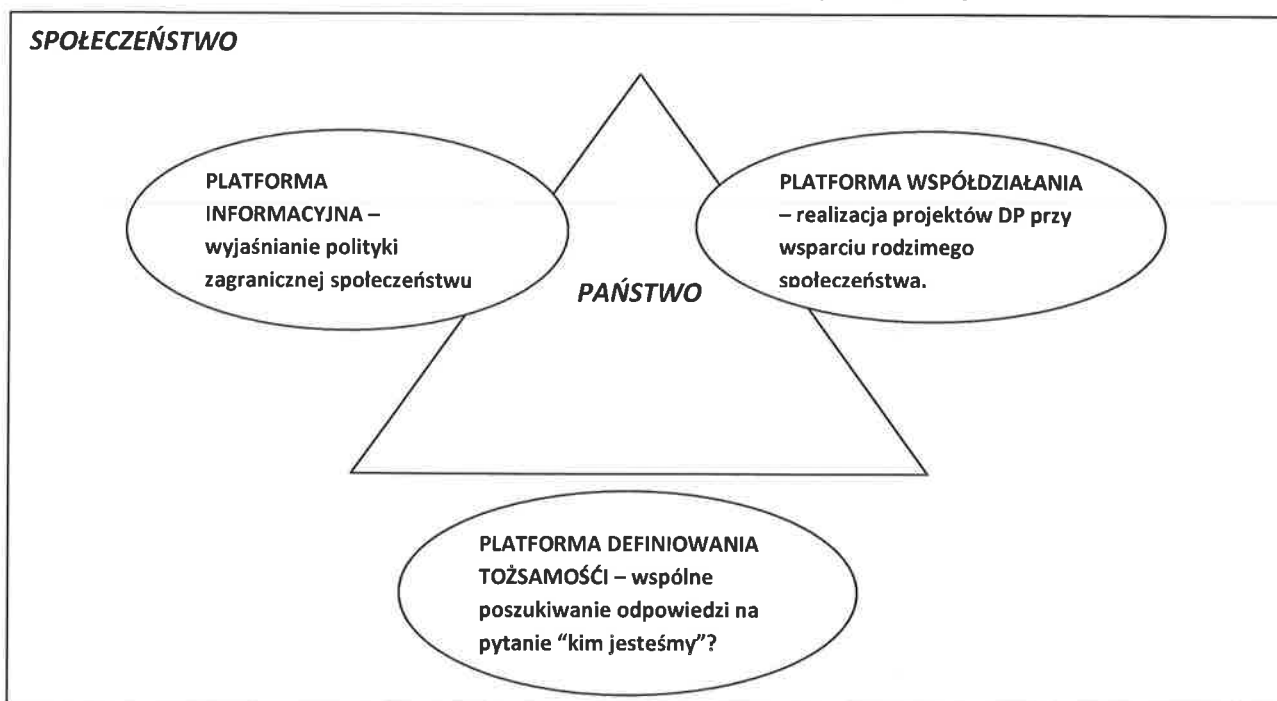 SPOŁECZEŃSTWO
PLATFORMA
INFORMACYJNA –
wyjaśnianie polityki
zagranicznej społeczeństwu
PLATFORMA WSPÓŁDZIAŁANIA
– realizacja projektów DP przy
wsparciu rodzimego
społeczeństwa.
PAŃSTWO
PLATFORMA DEFINIOWANIA
TOŻSAMOŚĆI – wspólne
poszukiwanie odpowiedzi na
pytanie “kim jesteśmy”?